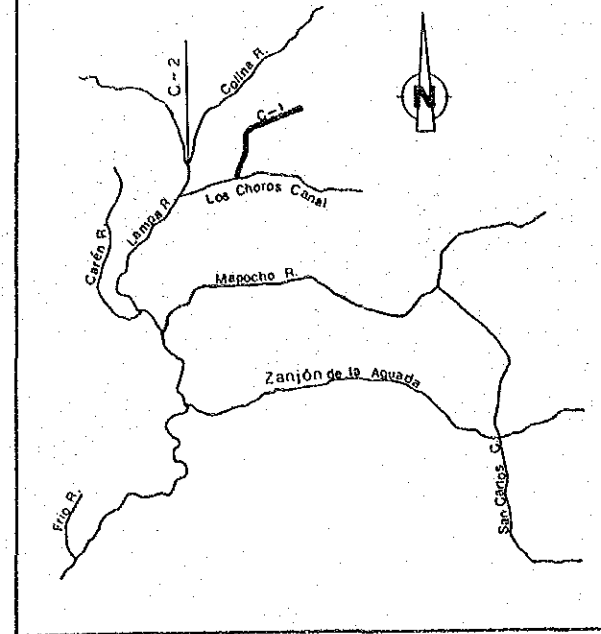 C-2
Colina R.
N
C-1
Los Choros Canal
Lampa R.
Carén R.
Mapocho R.
Zanjón de la Aguada
San Carlos C.
Frio R.